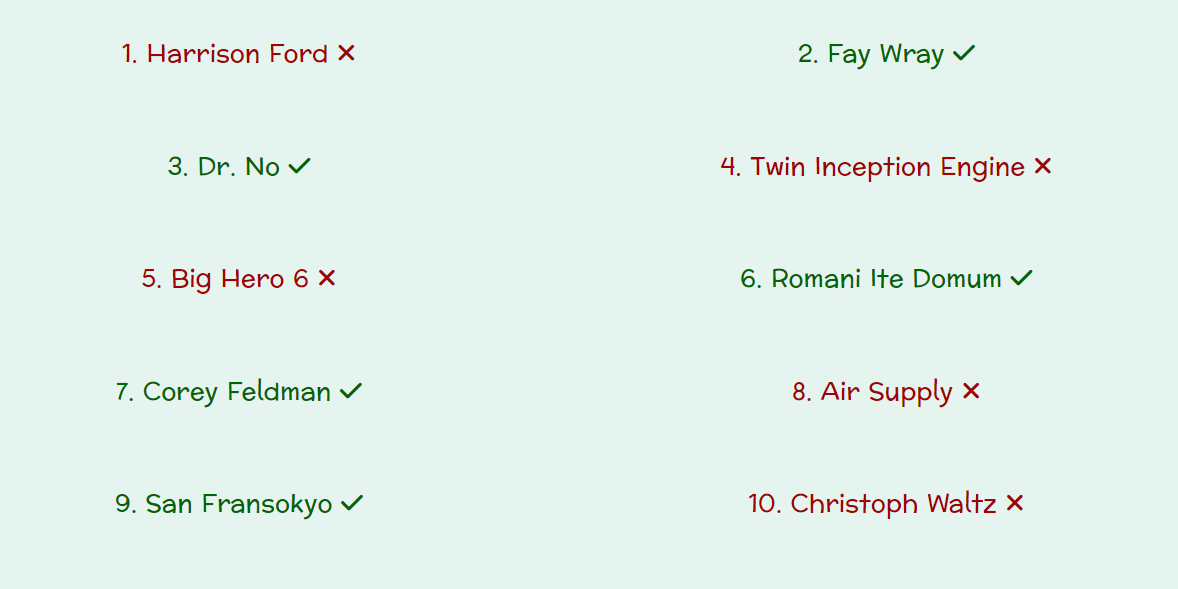 1. Harrison Ford ✕
2. Fay Wray ✓
3. Dr. No ✓
4. Twin Inception Engine ✕
5. Big Hero 6 ✕
6. Romani Ite Domum ✓
7. Corey Feldman ✓
8. Air Supply ✕
9. San Fransokyo ✓
10. Christoph Waltz ✕